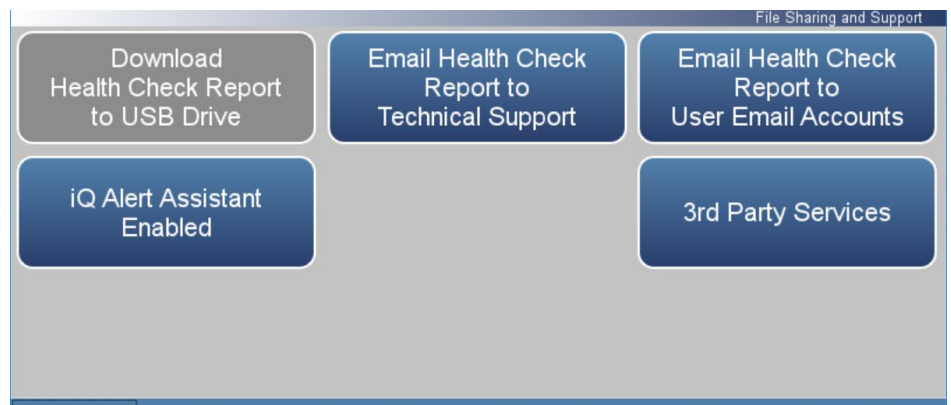 File Sharing and Support
Download
Health Check Report
to USB Drive
Email Health Check
Report to
Technical Support
Email Health Check
Report to
User Email Accounts
iQ Alert Assistant
Enabled
3rd Party Services